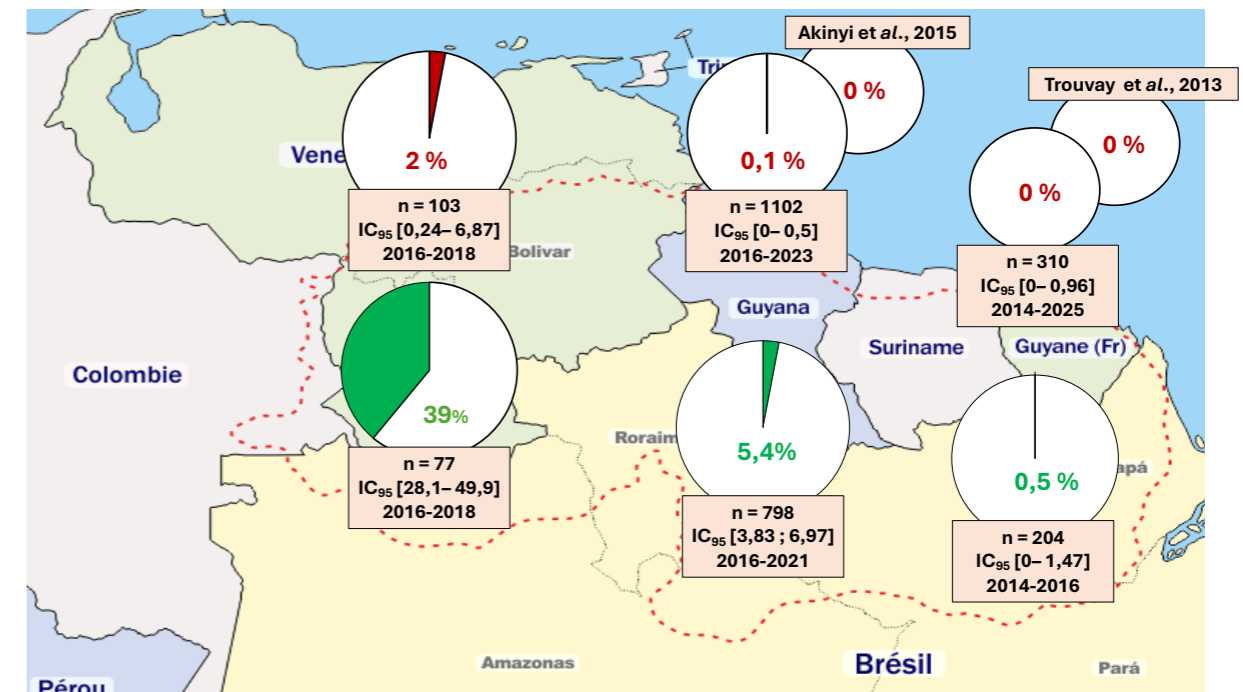 Akinyi et al., 2015
Trouvay et al., 2013
Tri
Vene
0 %
2 %
0,1 %
0 %
0 %
n = 103
IC95 [0,24– 6,87]
2016-2018
n = 1102
IC95 [0– 0,5]
2016-2023
n = 310
IC95 [0– 0,96]
2014-2025
Bolivar
Guyana
Suriname
Guyane (Fr)
Colombie
39%
Roraim
5,4%
0,5 %
apá
n = 77
IC95 [28,1– 49,9]
2016-2018
n = 798
IC95 [3,83 ; 6,97]
2016-2021
n = 204
IC95 [0– 1,47]
2014-2016
Amazonas
Brésil
Pará
Pérou